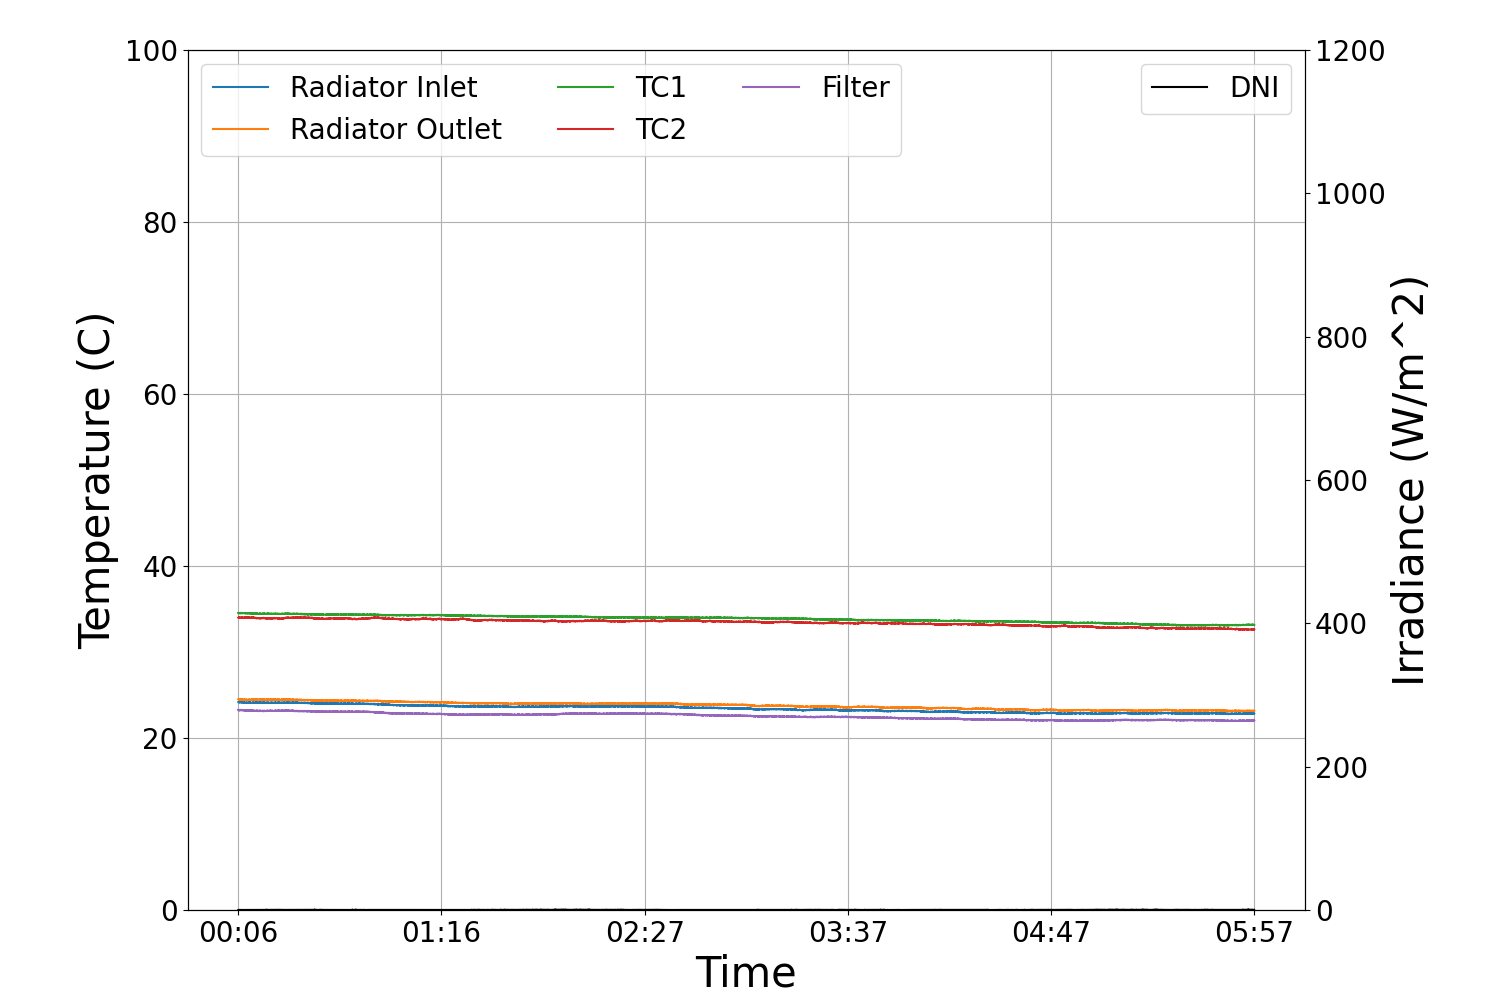 Radiator Inlet
Radiator Outlet
TC1
TC2
Filter
DNI
Temperature (C)
100
80
60
40
20
0
1200
1000
800
600
400
200
0
Irradiance (W/m^2)
00:06 01:16 02:27 03:37 04:47 05:57
Time